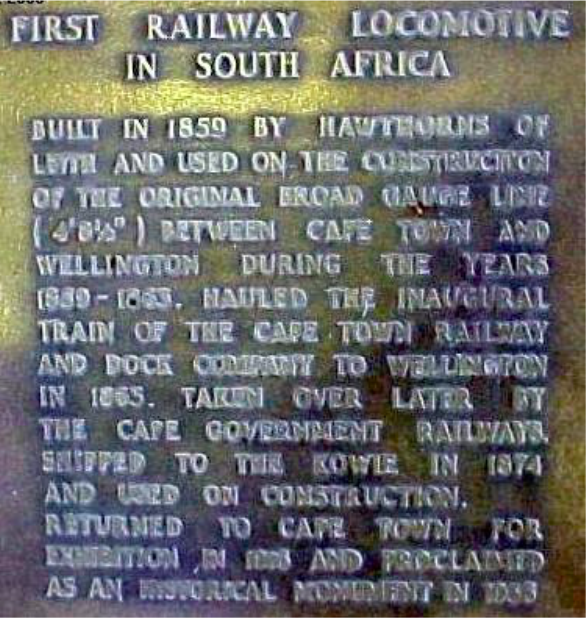 FIRST RAILWAY LOCOMOTIVE
IN SOUTH AFRICA
BUILT IN 1859 BY HAWTHORNS OF
LEITH AND USED ON THE CONSTRUCTION
OF THE ORIGINAL BROAD GAUGE LINE
(4'8½") BETWEEN CAPE TOWN AND
WELLINGTON DURING THE YEARS
HAULED THE INAUGURAL
TRAIN OF THE CAPE TOWN RAILWAY
AND DOCK COMPANY TO WELLINGTON
IN TAKEN OVER LATER BY
THE CAPE GOVERNMENT RAILWAYS.
SHIPPED TO THE KOWIE IN 1874
AND USED ON CONSTRUCTION.
RETURNED TO CAPE TOWN FOR
EXHIBITION IN AND PROCLAIMED
AS AN HISTORICAL MONUMENT IN